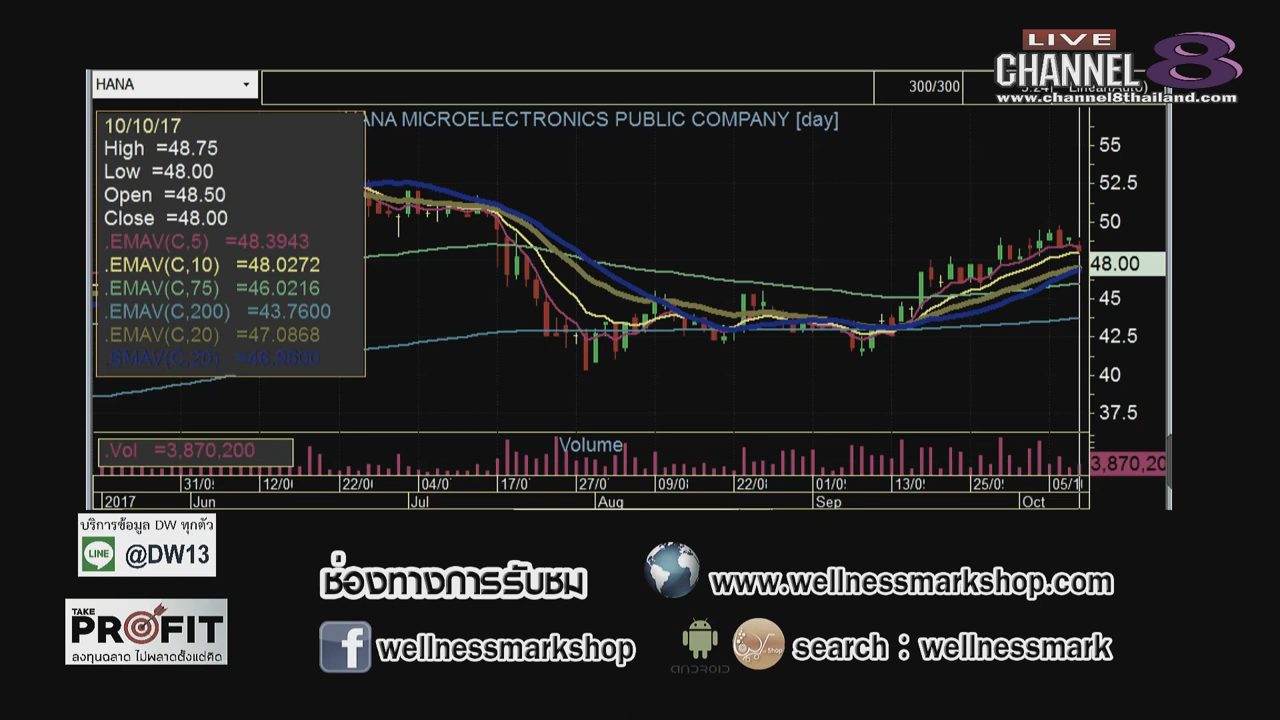 LIVE
CHANNEL 8
www.channel8thailand.com
HANA
300/300
HANA MICROELECTRONICS PUBLIC COMPANY [day]
10/10/17
High =48.75
Low =48.00
Open =48.50
Close =48.00
.EMAV(C,5) =48.3943
.EMAV(C,10) =48.0272
.EMAV(C,75) =46.0216
.EMAV(C,200) =43.7600
.EMAV(C,20) =47.0868
.SMAV(C,20) =46.9500
55
52.5
50
48.00
45
42.5
40
37.5
.Vol =3,870,200
Volume
3,870,20
31/05
12/0
22/0
04/0
17/0
27/0
09/0
22/0
01/0
13/0
25/0
05/1
2017
Jun
Jul
Aug
Sep
Oct
บริการข้อมูล DW ทุกตัว
LINE @DW13
TAKE
PROFIT
ลงทุนฉลาด ไม่พลาดตั้งแต่คิด
ช่องทางการรับชม
www.wellnessmarkshop.com
f wellnessmarkshop
ANDROID
Shop
search : wellnessmark